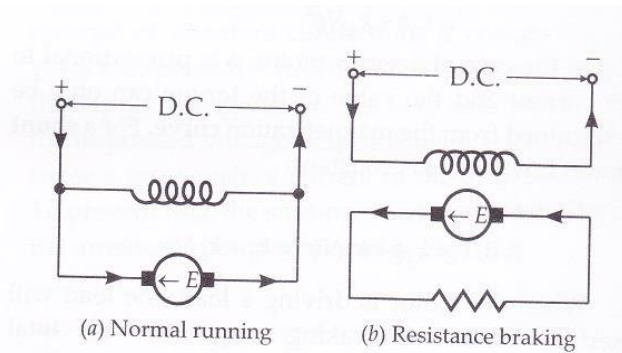 + D.C. −
← E
(a) Normal running
+ D.C. −
← E
(b) Resistance braking